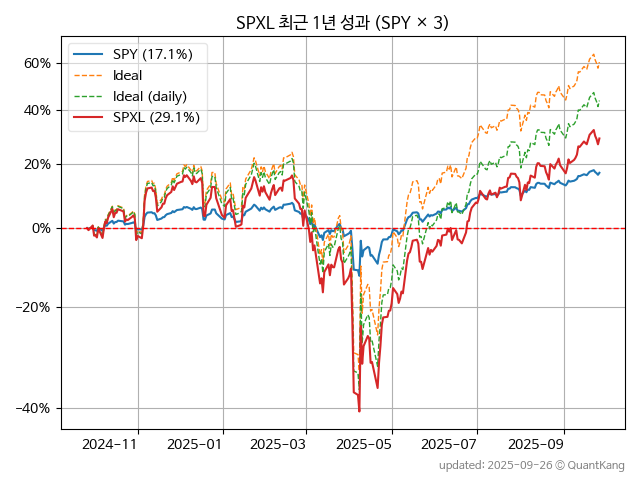 SPXL 최근 1년 성과 (SPY × 3)
SPY (17.1%)
Ideal
Ideal (daily)
SPXL (29.1%)
60%
40%
20%
0%
−20%
−40%
2024-11
2025-01
2025-03
2025-05
2025-07
2025-09
updated: 2025-09-26 © QuantKang